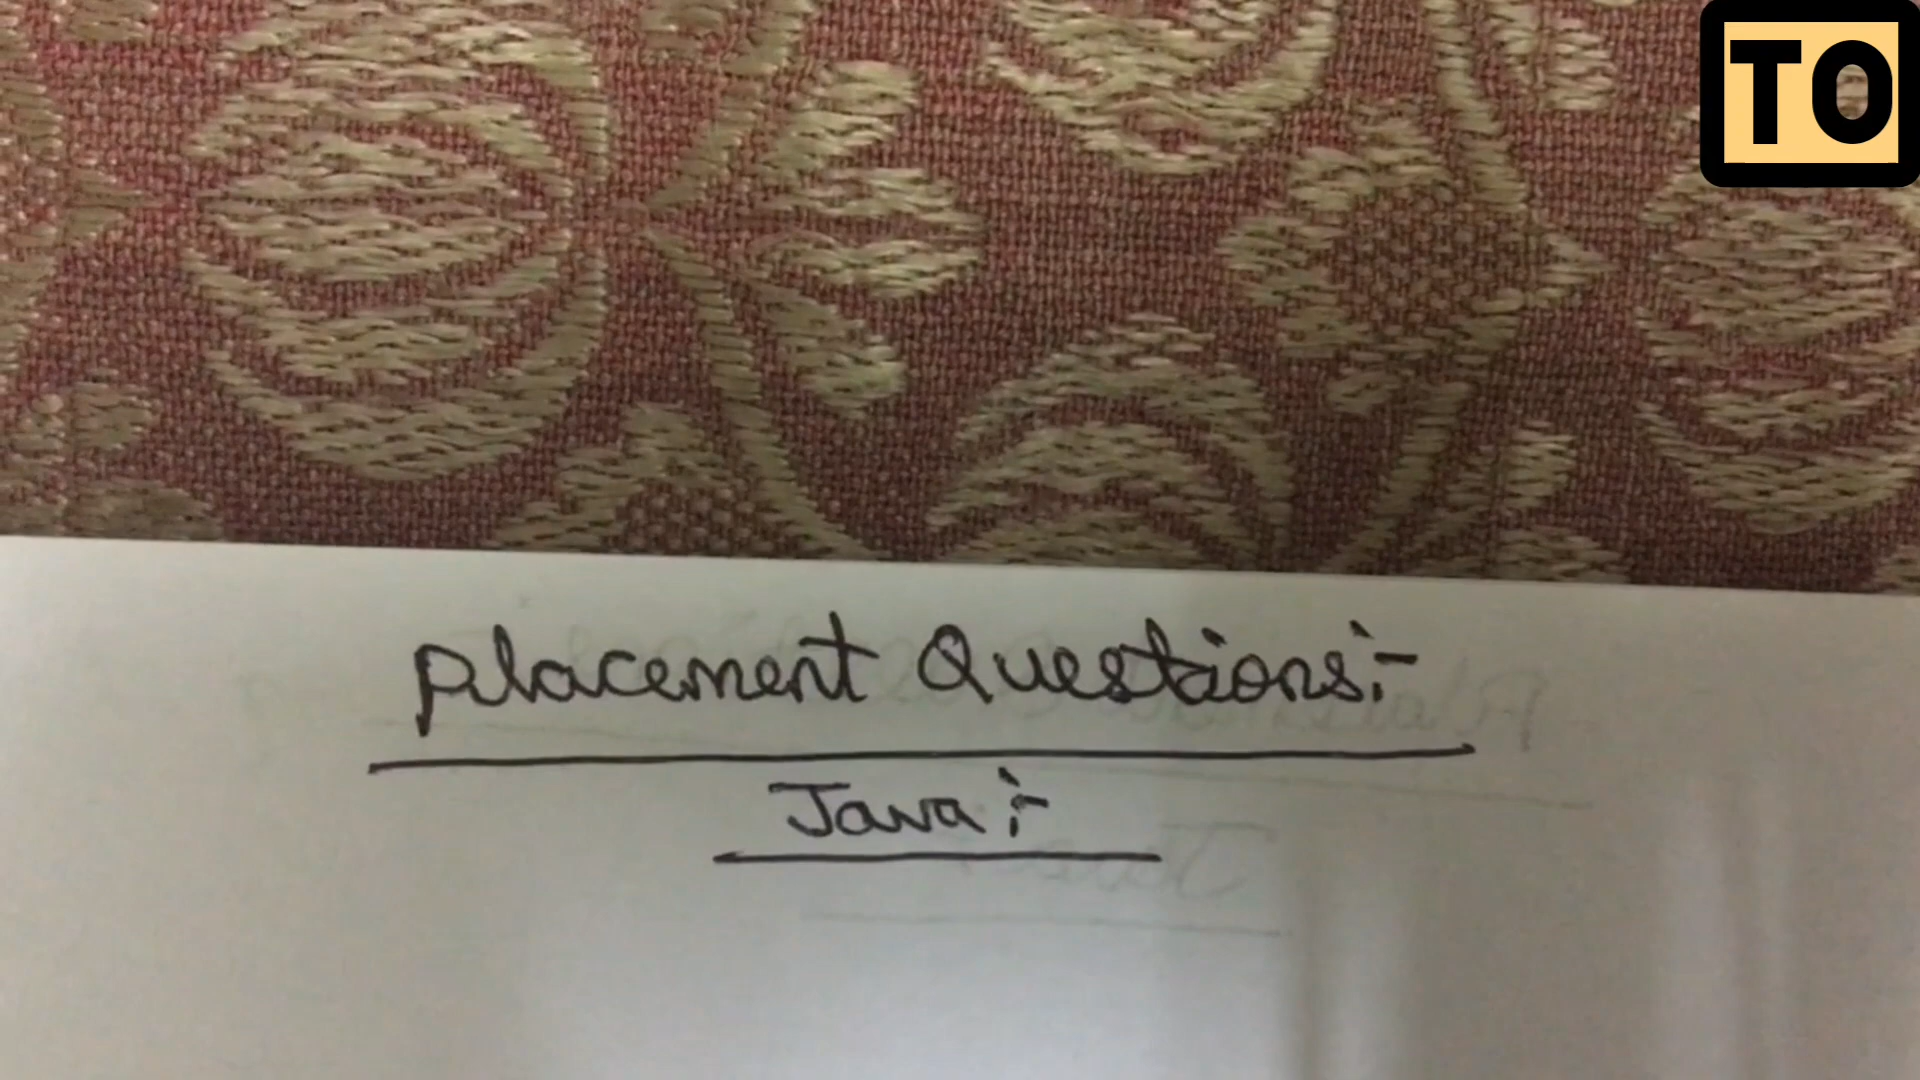 TO
Placement Questions:-
Java:-